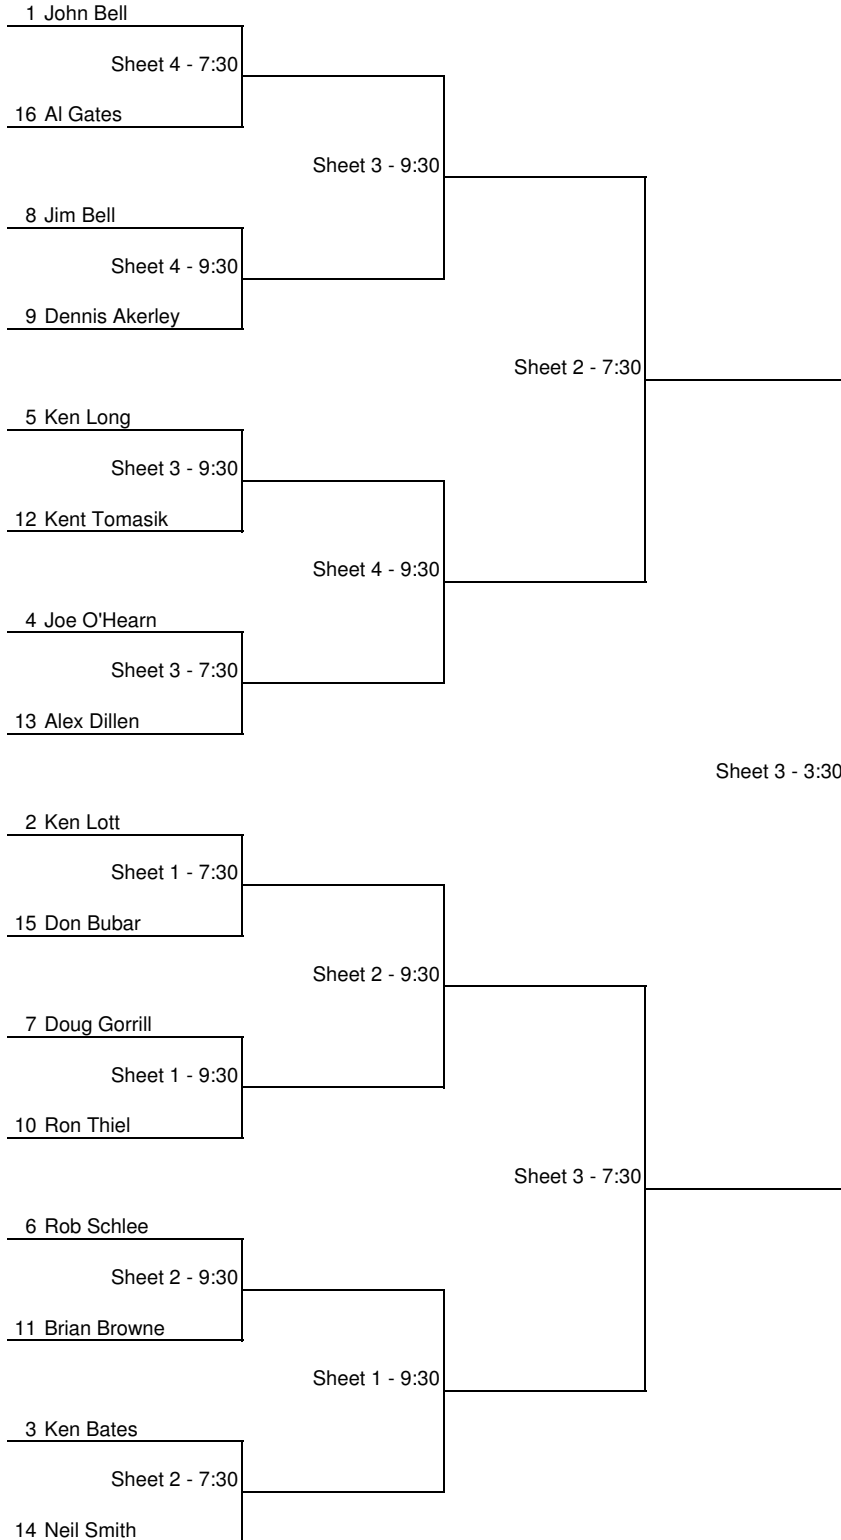 1 John Bell
Sheet 4 - 7:30
16 Al Gates
Sheet 3 - 9:30
8 Jim Bell
Sheet 4 - 9:30
9 Dennis Akerley
Sheet 2 - 7:30
5 Ken Long
Sheet 3 - 9:30
12 Kent Tomasik
Sheet 4 - 9:30
4 Joe O'Hearn
Sheet 3 - 7:30
13 Alex Dillen
Sheet 3 - 3:30
2 Ken Lott
Sheet 1 - 7:30
15 Don Bubar
Sheet 2 - 9:30
7 Doug Gorrill
Sheet 1 - 9:30
10 Ron Thiel
Sheet 3 - 7:30
6 Rob Schlee
Sheet 2 - 9:30
11 Brian Browne
Sheet 1 - 9:30
3 Ken Bates
Sheet 2 - 7:30
14 Neil Smith